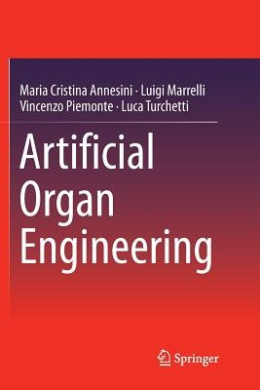 Maria Cristina Annesini · Luigi Marrelli
Vincenzo Piemonte · Luca Turchetti
Artificial
Organ
Engineering
Springer